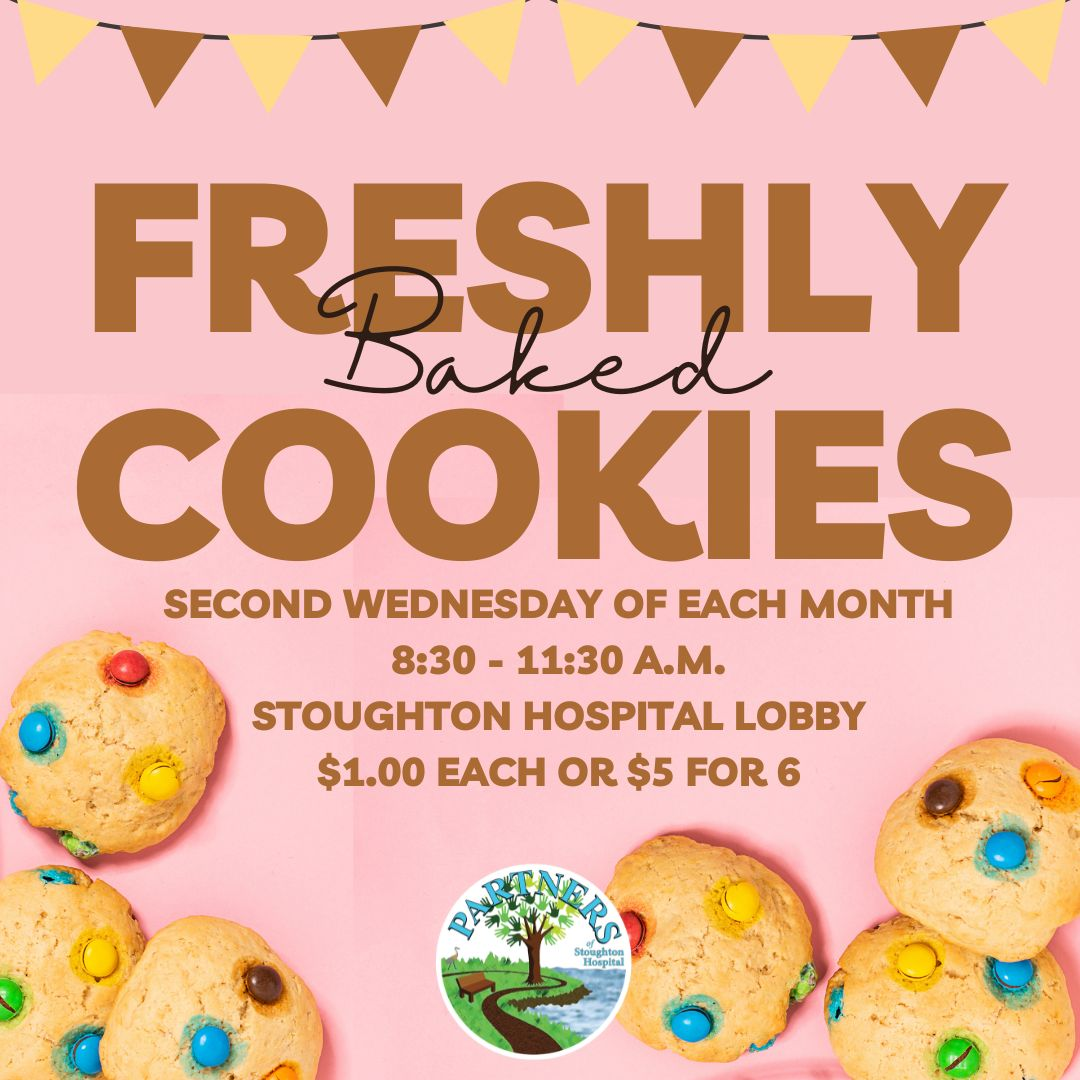 FRESHLY
Baked
COOKIES
SECOND WEDNESDAY OF EACH MONTH
8:30 - 11:30 A.M.
STOUGHTON HOSPITAL LOBBY
$1.00 EACH OR $5 FOR 6
PARTNERS
of
Stoughton
Hospital